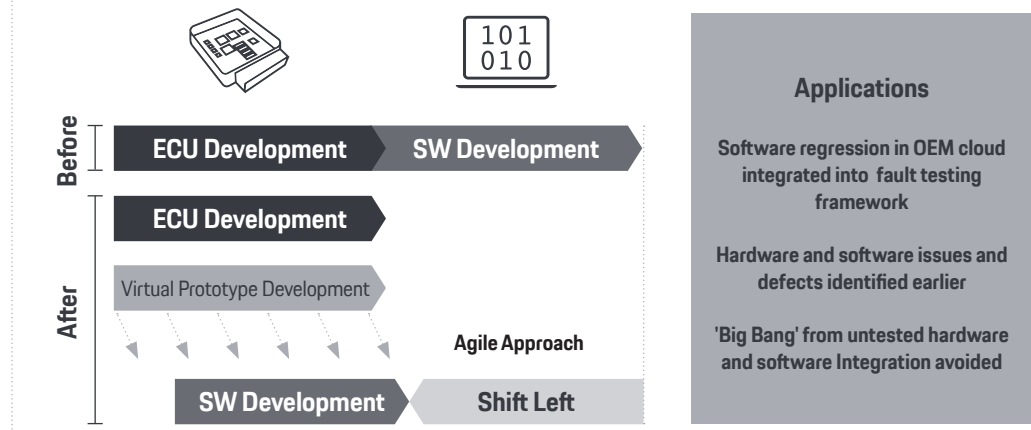 101
010
Before
ECU Development
SW Development
After
ECU Development
Virtual Prototype Development
Agile Approach
SW Development
Shift Left
Applications
Software regression in OEM cloud
integrated into fault testing
framework
Hardware and software issues and
defects identified earlier
'Big Bang' from untested hardware
and software Integration avoided